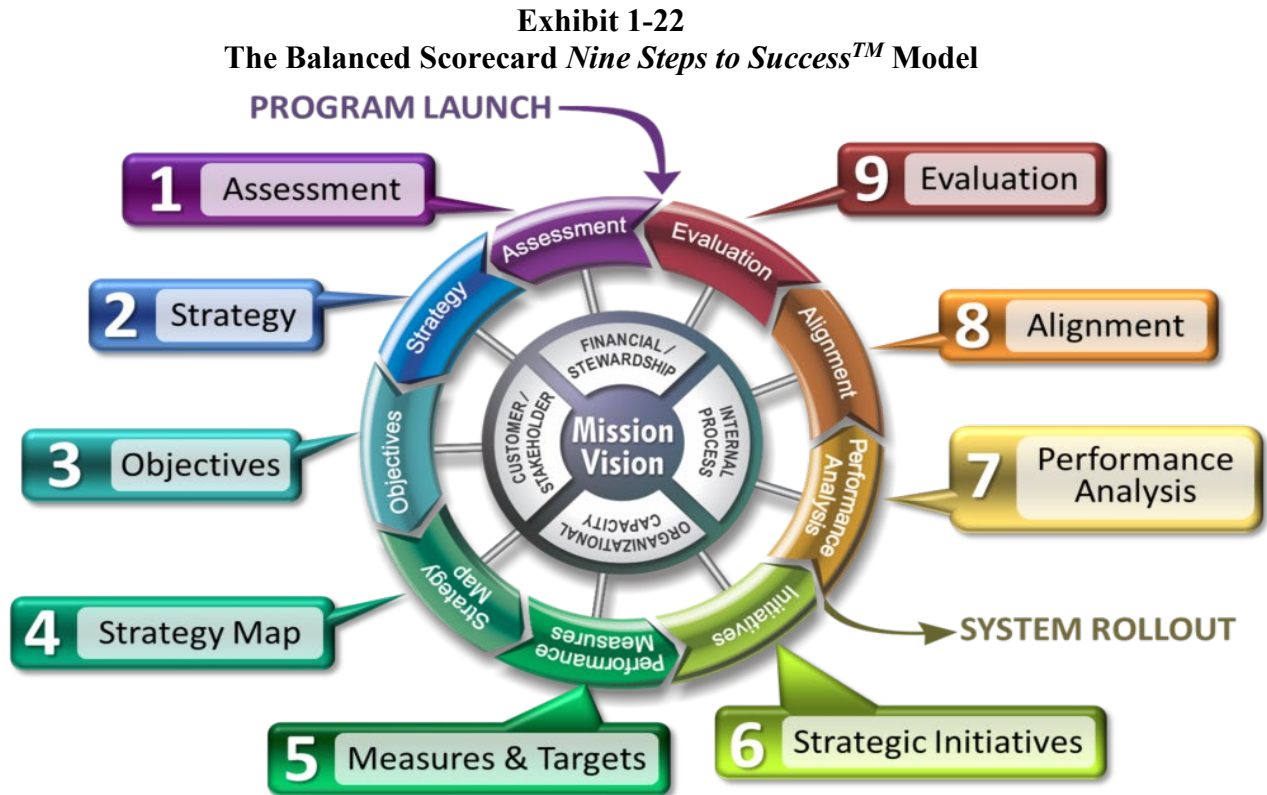 Exhibit 1-22
The Balanced Scorecard Nine Steps to Success™ Model
PROGRAM LAUNCH
1 Assessment
2 Strategy
3 Objectives
4 Strategy Map
5 Measures & Targets
6 Strategic Initiatives
7 Performance
Analysis
8 Alignment
9 Evaluation
SYSTEM ROLLOUT
Assessment
Strategy
Objectives
Strategy
Map
Performance
Measures
Initiatives
Performance
Analysis
Alignment
Evaluation
FINANCIAL /
STEWARDSHIP
INTERNAL
PROCESS
ORGANIZATIONAL
CAPACITY
CUSTOMER /
STAKEHOLDER
Mission
Vision